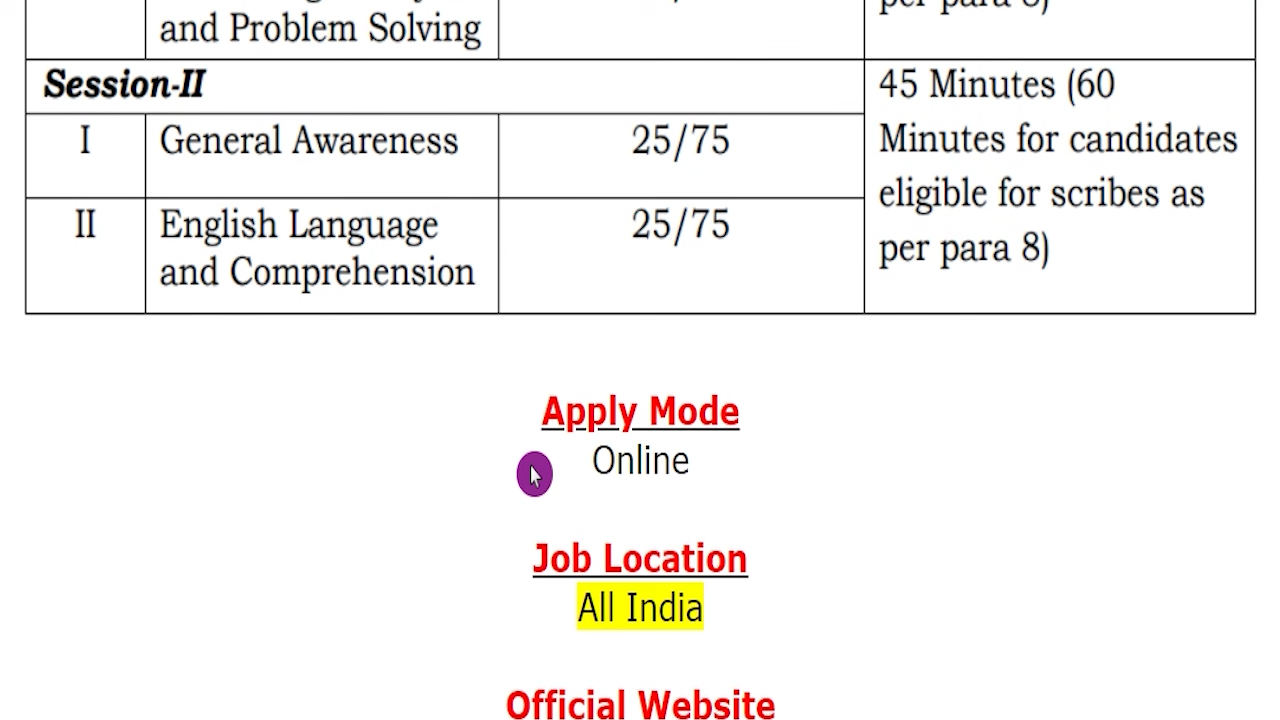 and Problem Solving
Session-II
45 Minutes (60
Minutes for candidates
eligible for scribes as
per para 8)
I
General Awareness
25/75
II
English Language
and Comprehension
25/75
Apply Mode
Online
Job Location
All India
Official Website